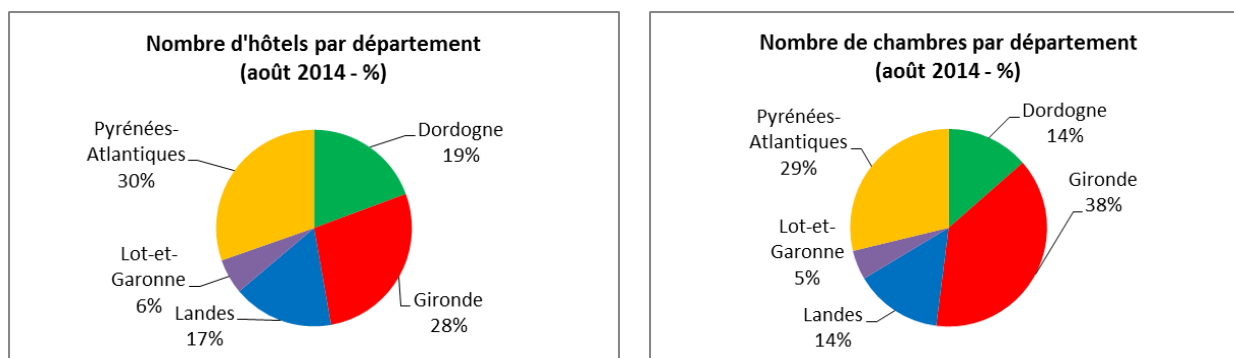 Nombre d'hôtels par département
(août 2014 - %)
Pyrénées-
Atlantiques
30%
Dordogne
19%
Lot-et-
Garonne
6%
Landes
17%
Gironde
28%
Nombre de chambres par département
(août 2014 - %)
Pyrénées-
Atlantiques
29%
Dordogne
14%
Gironde
38%
Lot-et-
Garonne
5%
Landes
14%